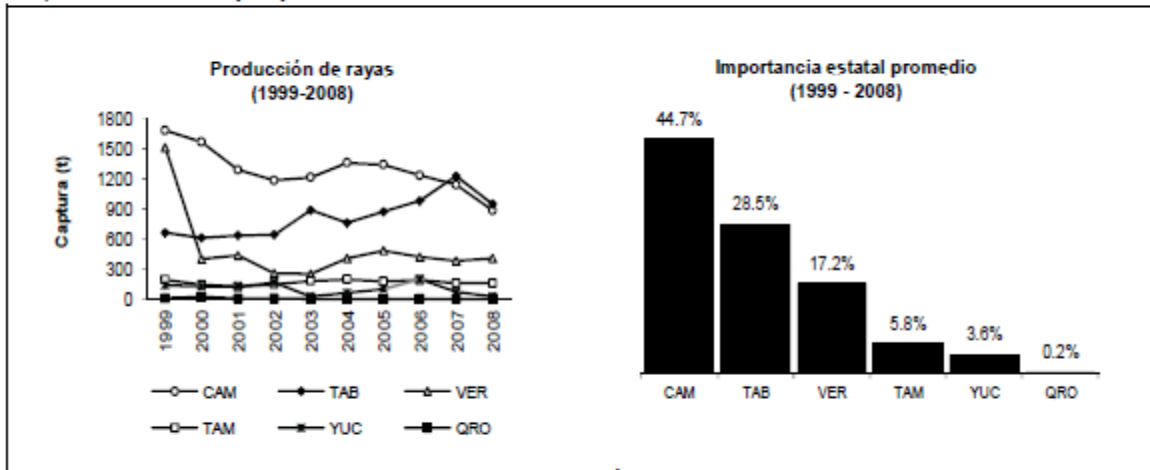 Producción de rayas
(1999-2008)
Captura (t)
1800
1500
1200
900
600
300
0
1999
2000
2001
2002
2003
2004
2005
2006
2007
2008
CAM
TAB
VER
TAM
YUC
QRO
Importancia estatal promedio
(1999 - 2008)
44.7%
28.5%
17.2%
5.8%
3.6%
0.2%
CAM
TAB
VER
TAM
YUC
QRO